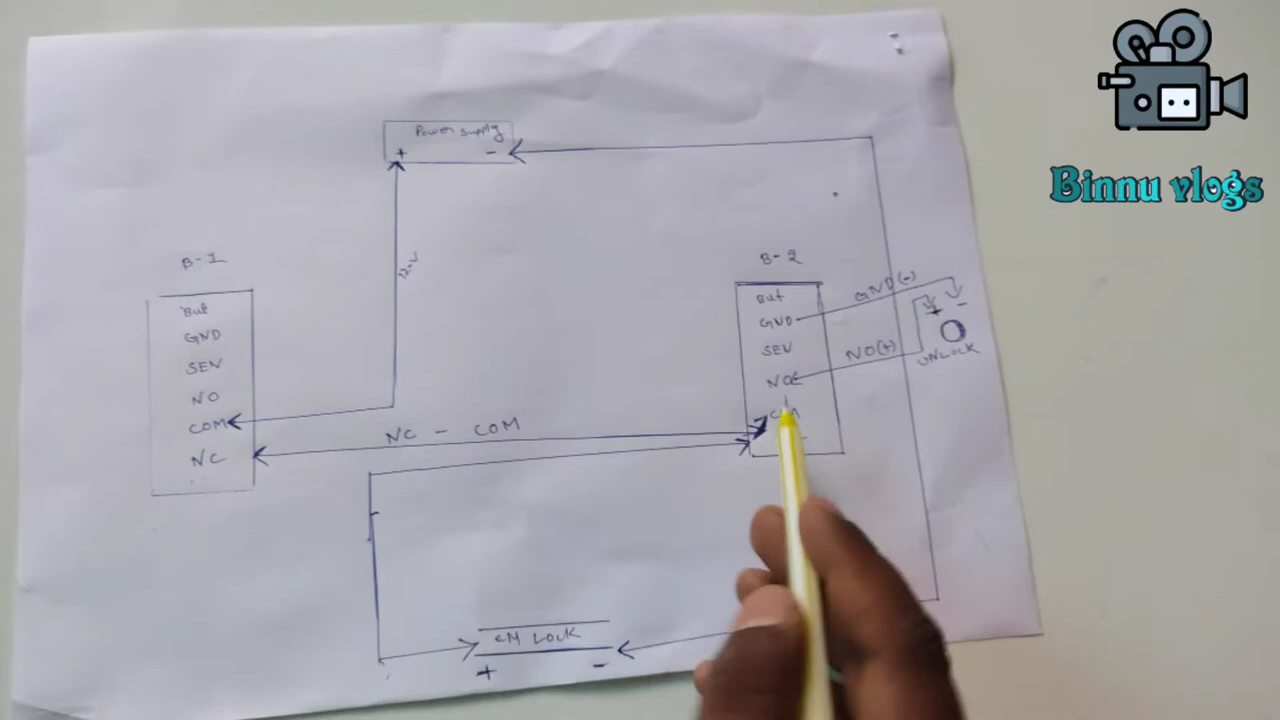 Power supply
+ -
12-V
B-1
But
GND
SEN
NO
COM
NC
NC - COM
B-2
But
GND
SEN
NO
GND(-)
NO(+)
+ -
UNLOCK
EM LOCK
+ -
Binnu vlogs